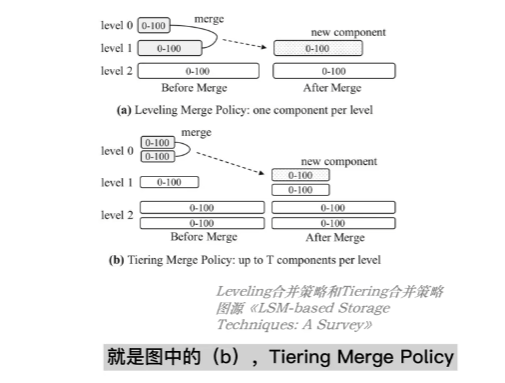 level 0 0-100 merge
new component
level 1 0-100 0-100
level 2 0-100 0-100
Before Merge After Merge
(a) Leveling Merge Policy: one component per level
merge
level 0 0-100
0-100
new component
0-100
level 1 0-100 0-100
level 2 0-100 0-100
0-100 0-100
Before Merge After Merge
(b) Tiering Merge Policy: up to T components per level
Leveling合并策略和Tiering合并策略
图源《LSM-based Storage
Techniques: A Survey》
就是图中的（b），Tiering Merge Policy